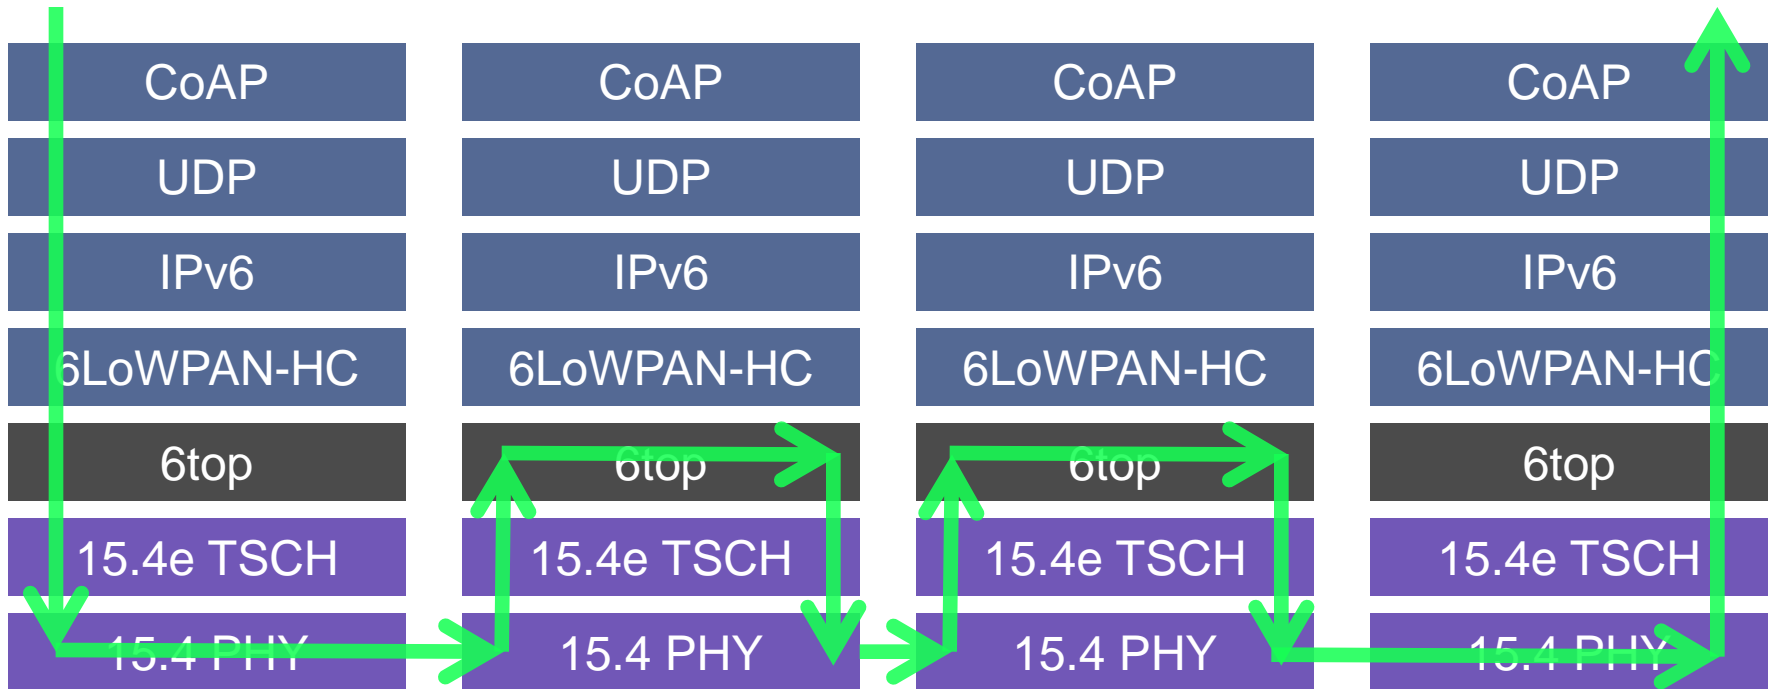 CoAP CoAP CoAP CoAP
UDP UDP UDP UDP
IPv6 IPv6 IPv6 IPv6
6LoWPAN-HC 6LoWPAN-HC 6LoWPAN-HC 6LoWPAN-HC
6top 6top 6top 6top
15.4e TSCH 15.4e TSCH 15.4e TSCH 15.4e TSCH
15.4 PHY 15.4 PHY 15.4 PHY 15.4 PHY